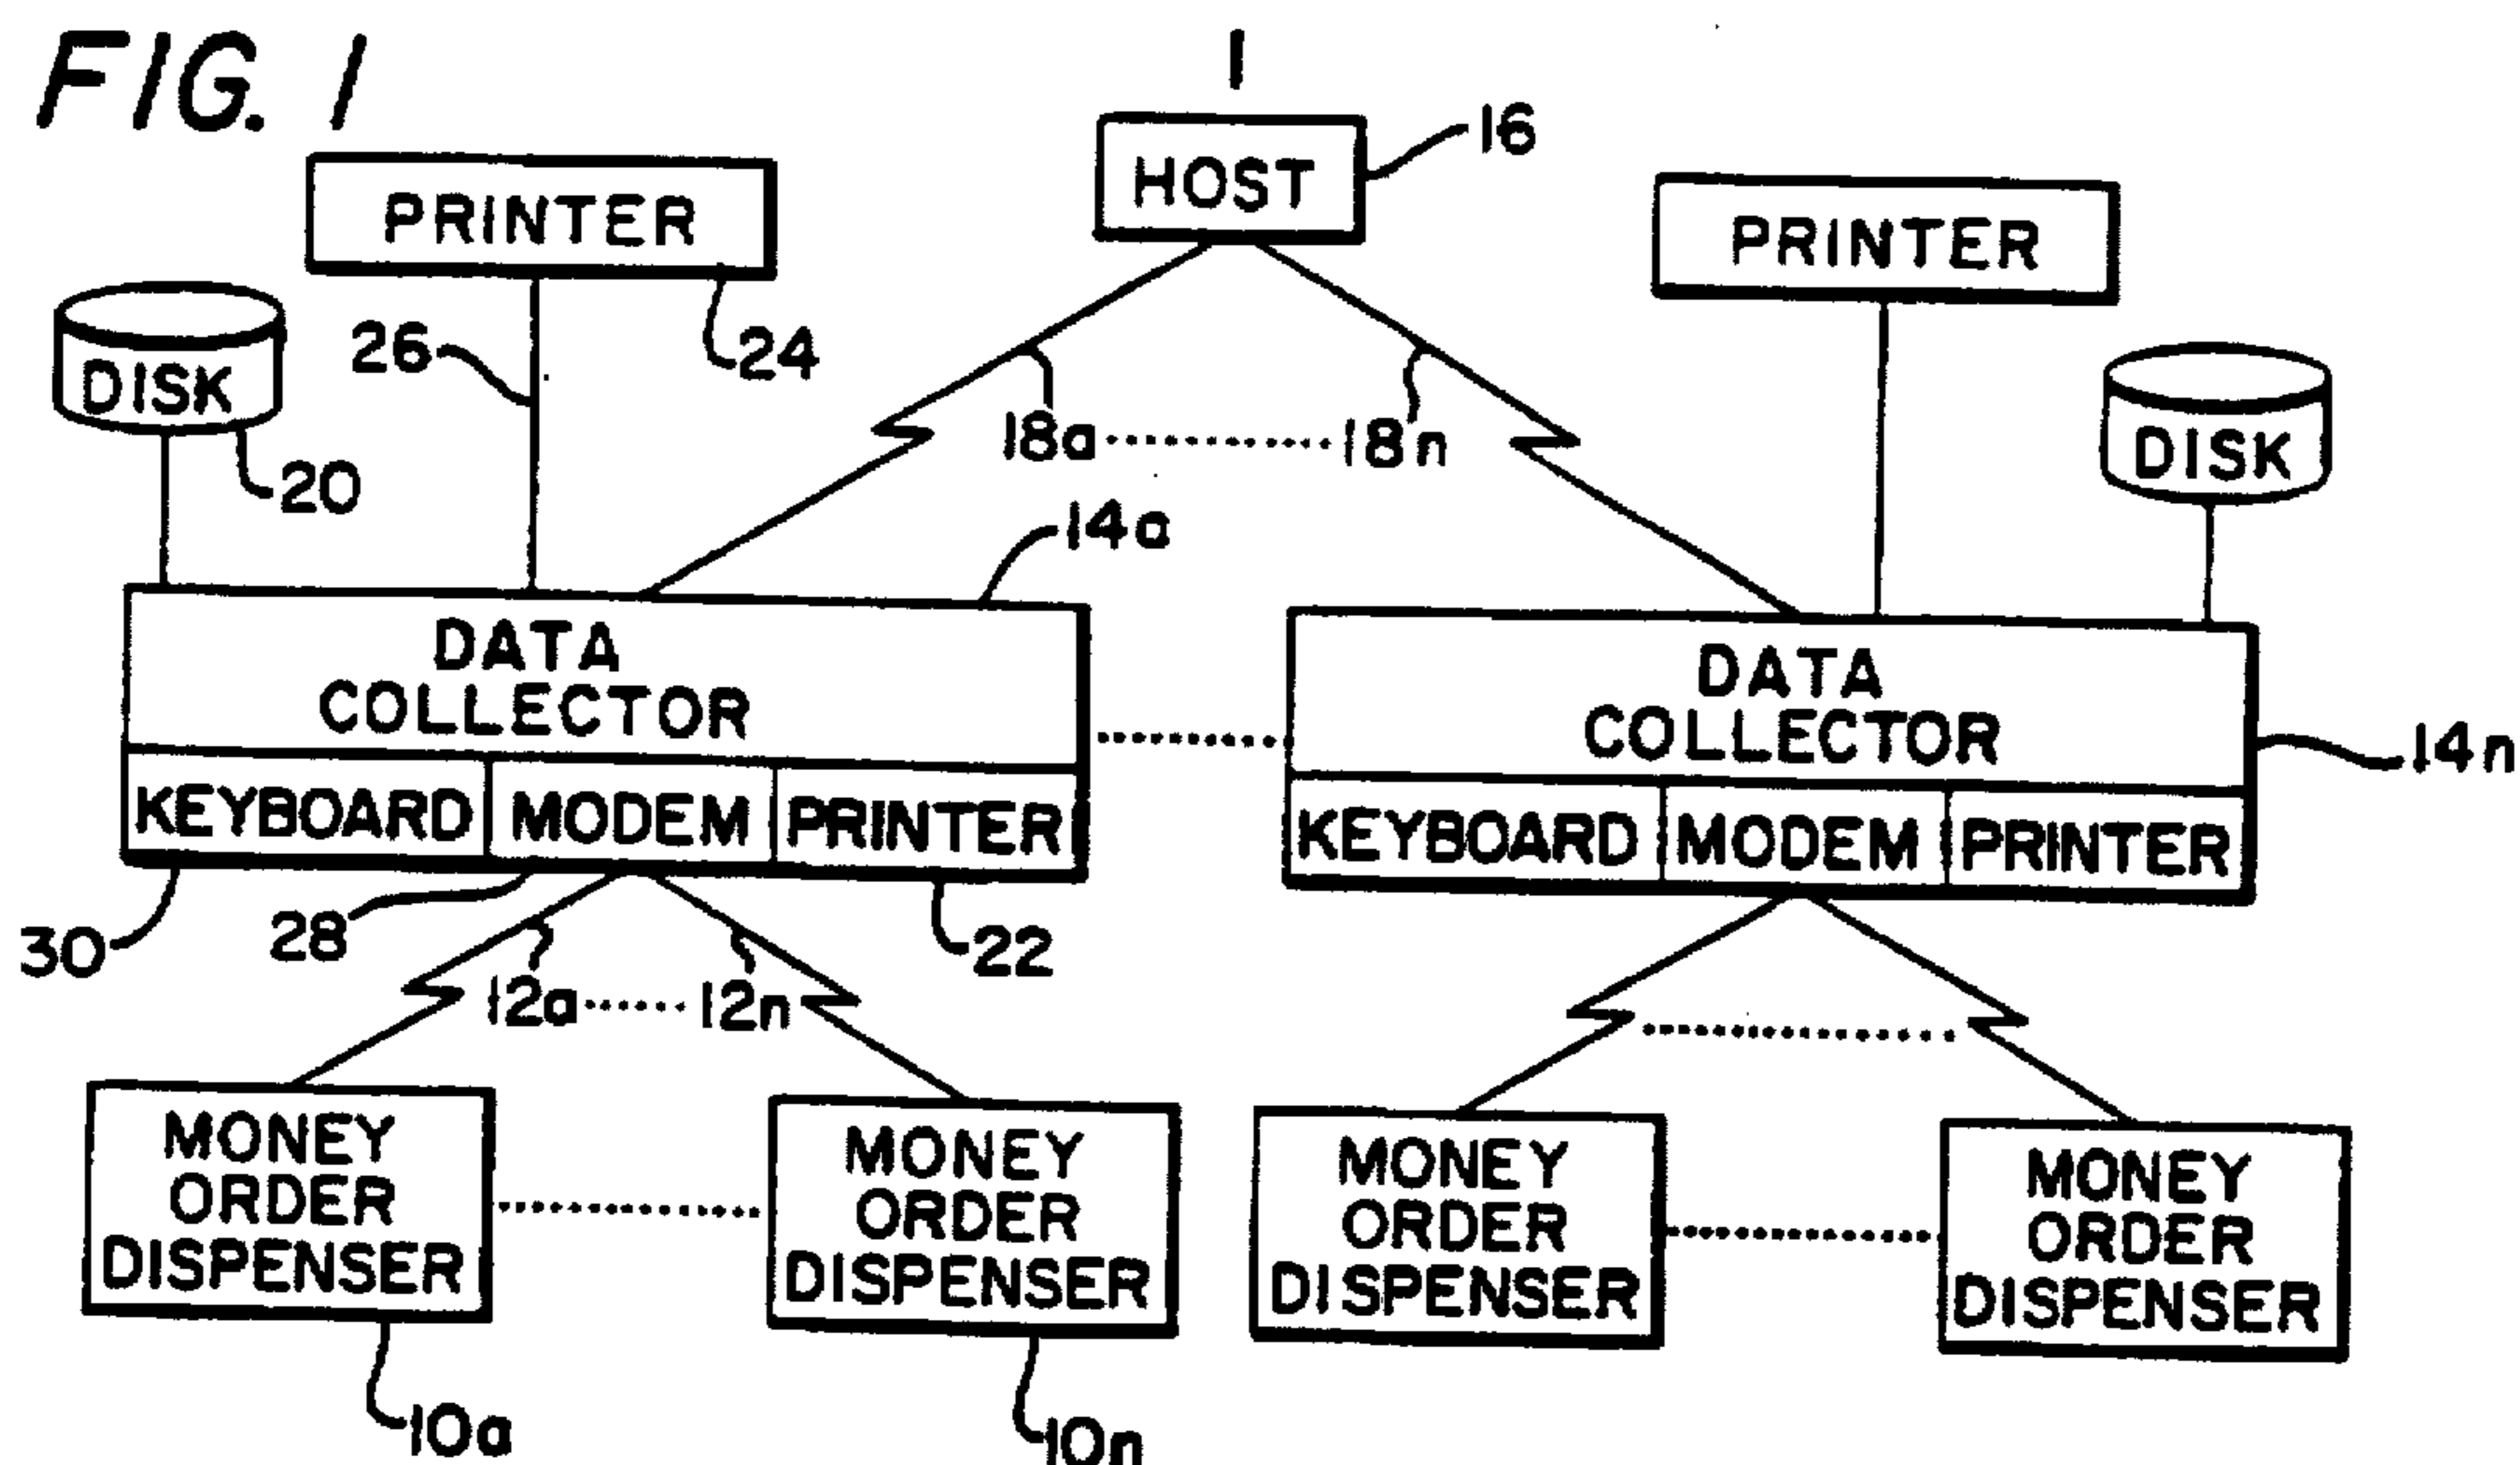 FIG. 1
1
HOST
16
PRINTER
PRINTER
DISK
26
24
20
18a
18n
DISK
14a
DATA
COLLECTOR
KEYBOARD MODEM PRINTER
DATA
COLLECTOR
KEYBOARD MODEM PRINTER
14n
30
28
22
12a
12n
MONEY
ORDER
DISPENSER
MONEY
ORDER
DISPENSER
MONEY
ORDER
DISPENSER
MONEY
ORDER
DISPENSER
10a
10n